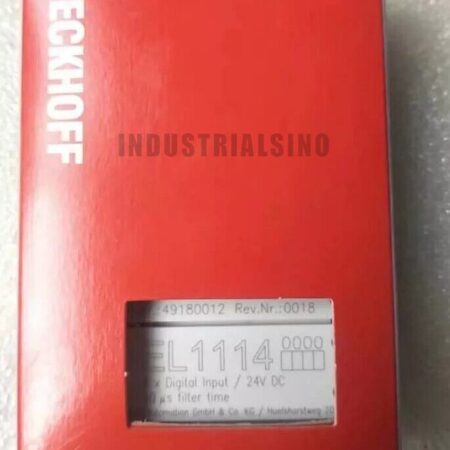 ECKHOFF
INDUSTRIALSINO
49180012 Rev.Nr.:0018
EL1114 0000
x Digital Input / 24V DC
µs filter time
GmbH & Co. KG / Huelshorstweg 20